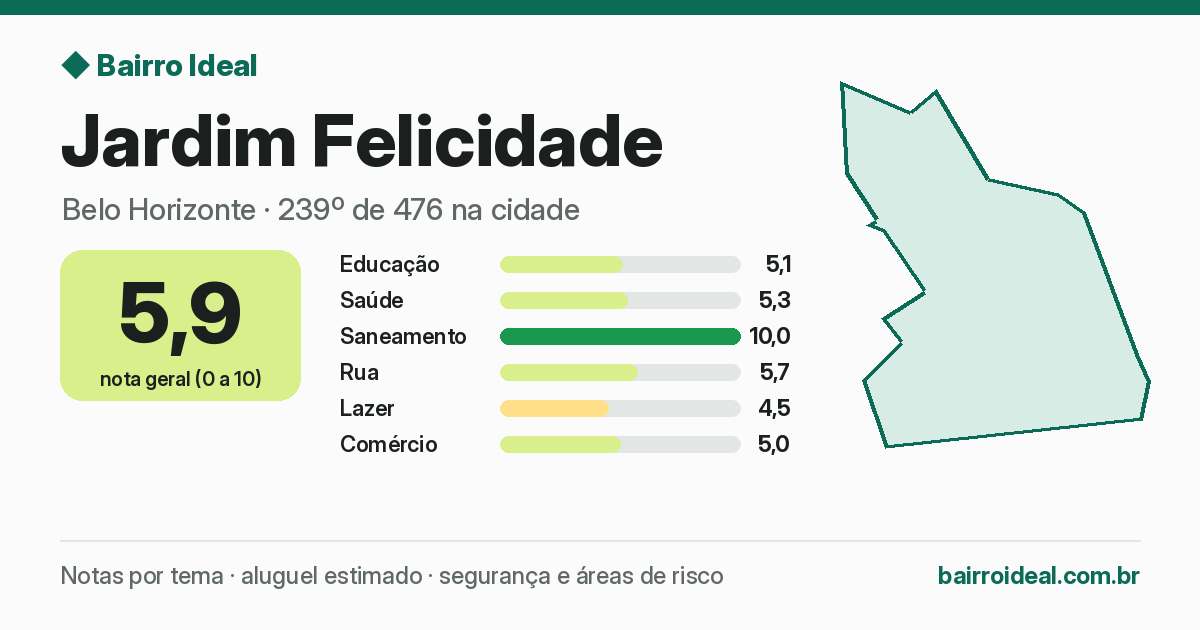 Bairro Ideal
Jardim Felicidade
Belo Horizonte · 239º de 476 na cidade
5,9
nota geral (0 a 10)
Educação 5,1
Saúde 5,3
Saneamento 10,0
Rua 5,7
Lazer 4,5
Comércio 5,0
Notas por tema · aluguel estimado · segurança e áreas de risco
bairroideal.com.br